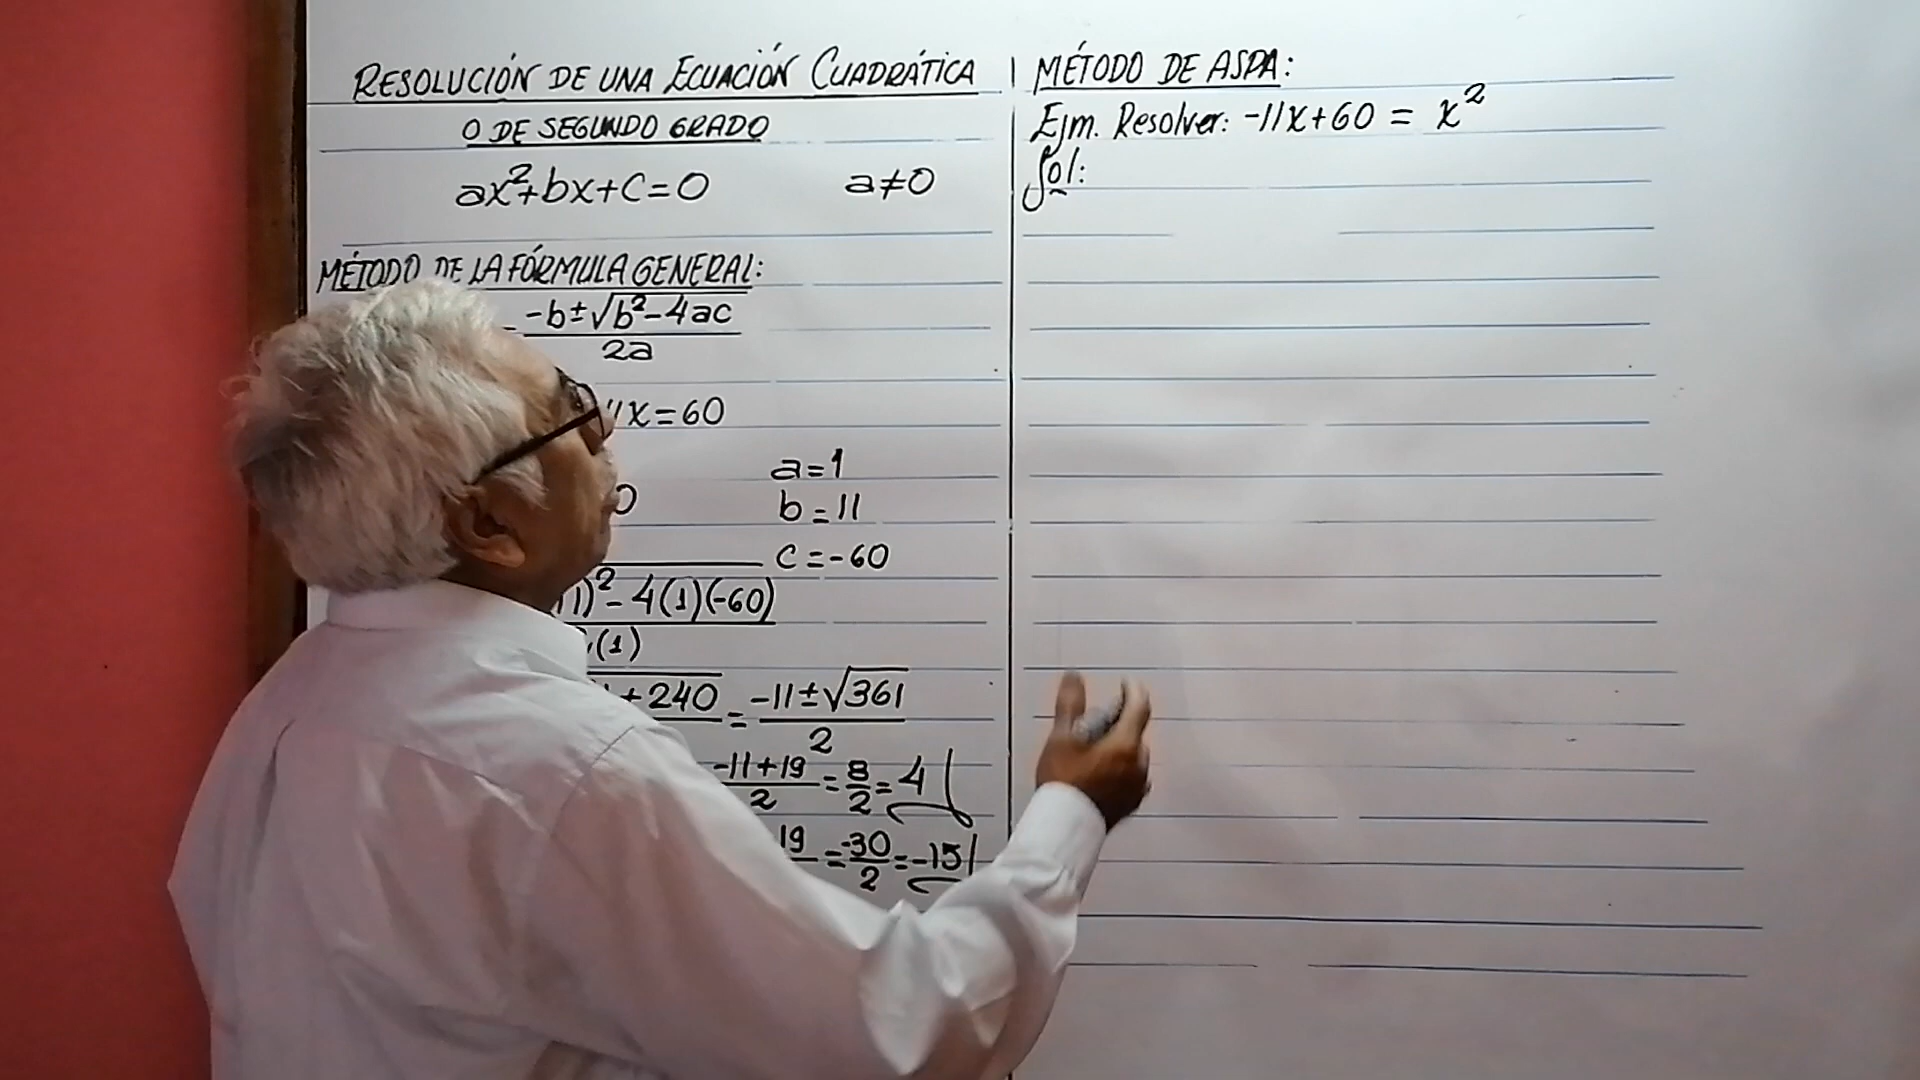 RESOLUCIÓN DE UNA ECUACIÓN CUADRÁTICA
O DE SEGUNDO GRADO
ax²+bx+c=0 a≠0
MÉTODO DE LA FÓRMULA GENERAL:
-b±√b²-4ac
2a
x=60
a=1
b=11
0
c=-60
)²-4(1)(-60)
(1)
+240 = -11±√361
2
-11+19 = 8 = 4
2 2
19 = -30 = -15
2
MÉTODO DE ASPA:
Ejm. Resolver: -11x+60 = x²
Sol: